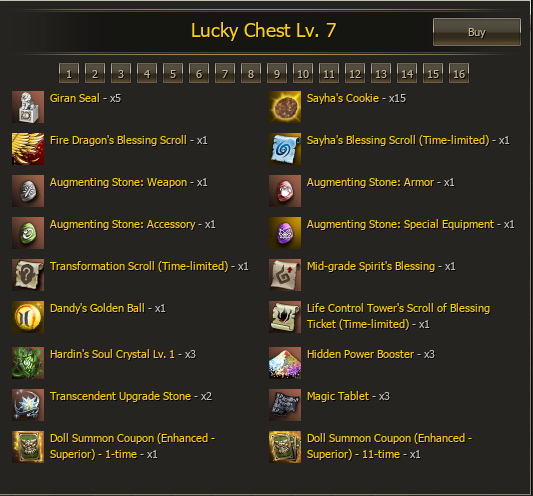 Lucky Chest Lv. 7
Buy
1 2 3 4 5 6 7 8 9 10 11 12 13 14 15 16
Giran Seal - x5
Sayha's Cookie - x15
Fire Dragon's Blessing Scroll - x1
Sayha's Blessing Scroll (Time-limited) - x1
Augmenting Stone: Weapon - x1
Augmenting Stone: Armor - x1
Augmenting Stone: Accessory - x1
Augmenting Stone: Special Equipment - x1
Transformation Scroll (Time-limited) - x1
Mid-grade Spirit's Blessing - x1
Dandy's Golden Ball - x1
Life Control Tower's Scroll of Blessing
Ticket (Time-limited) - x1
Hardin's Soul Crystal Lv. 1 - x3
Hidden Power Booster - x3
Transcendent Upgrade Stone - x2
Magic Tablet - x3
Doll Summon Coupon (Enhanced -
Superior) - 1-time - x1
Doll Summon Coupon (Enhanced -
Superior) - 11-time - x1